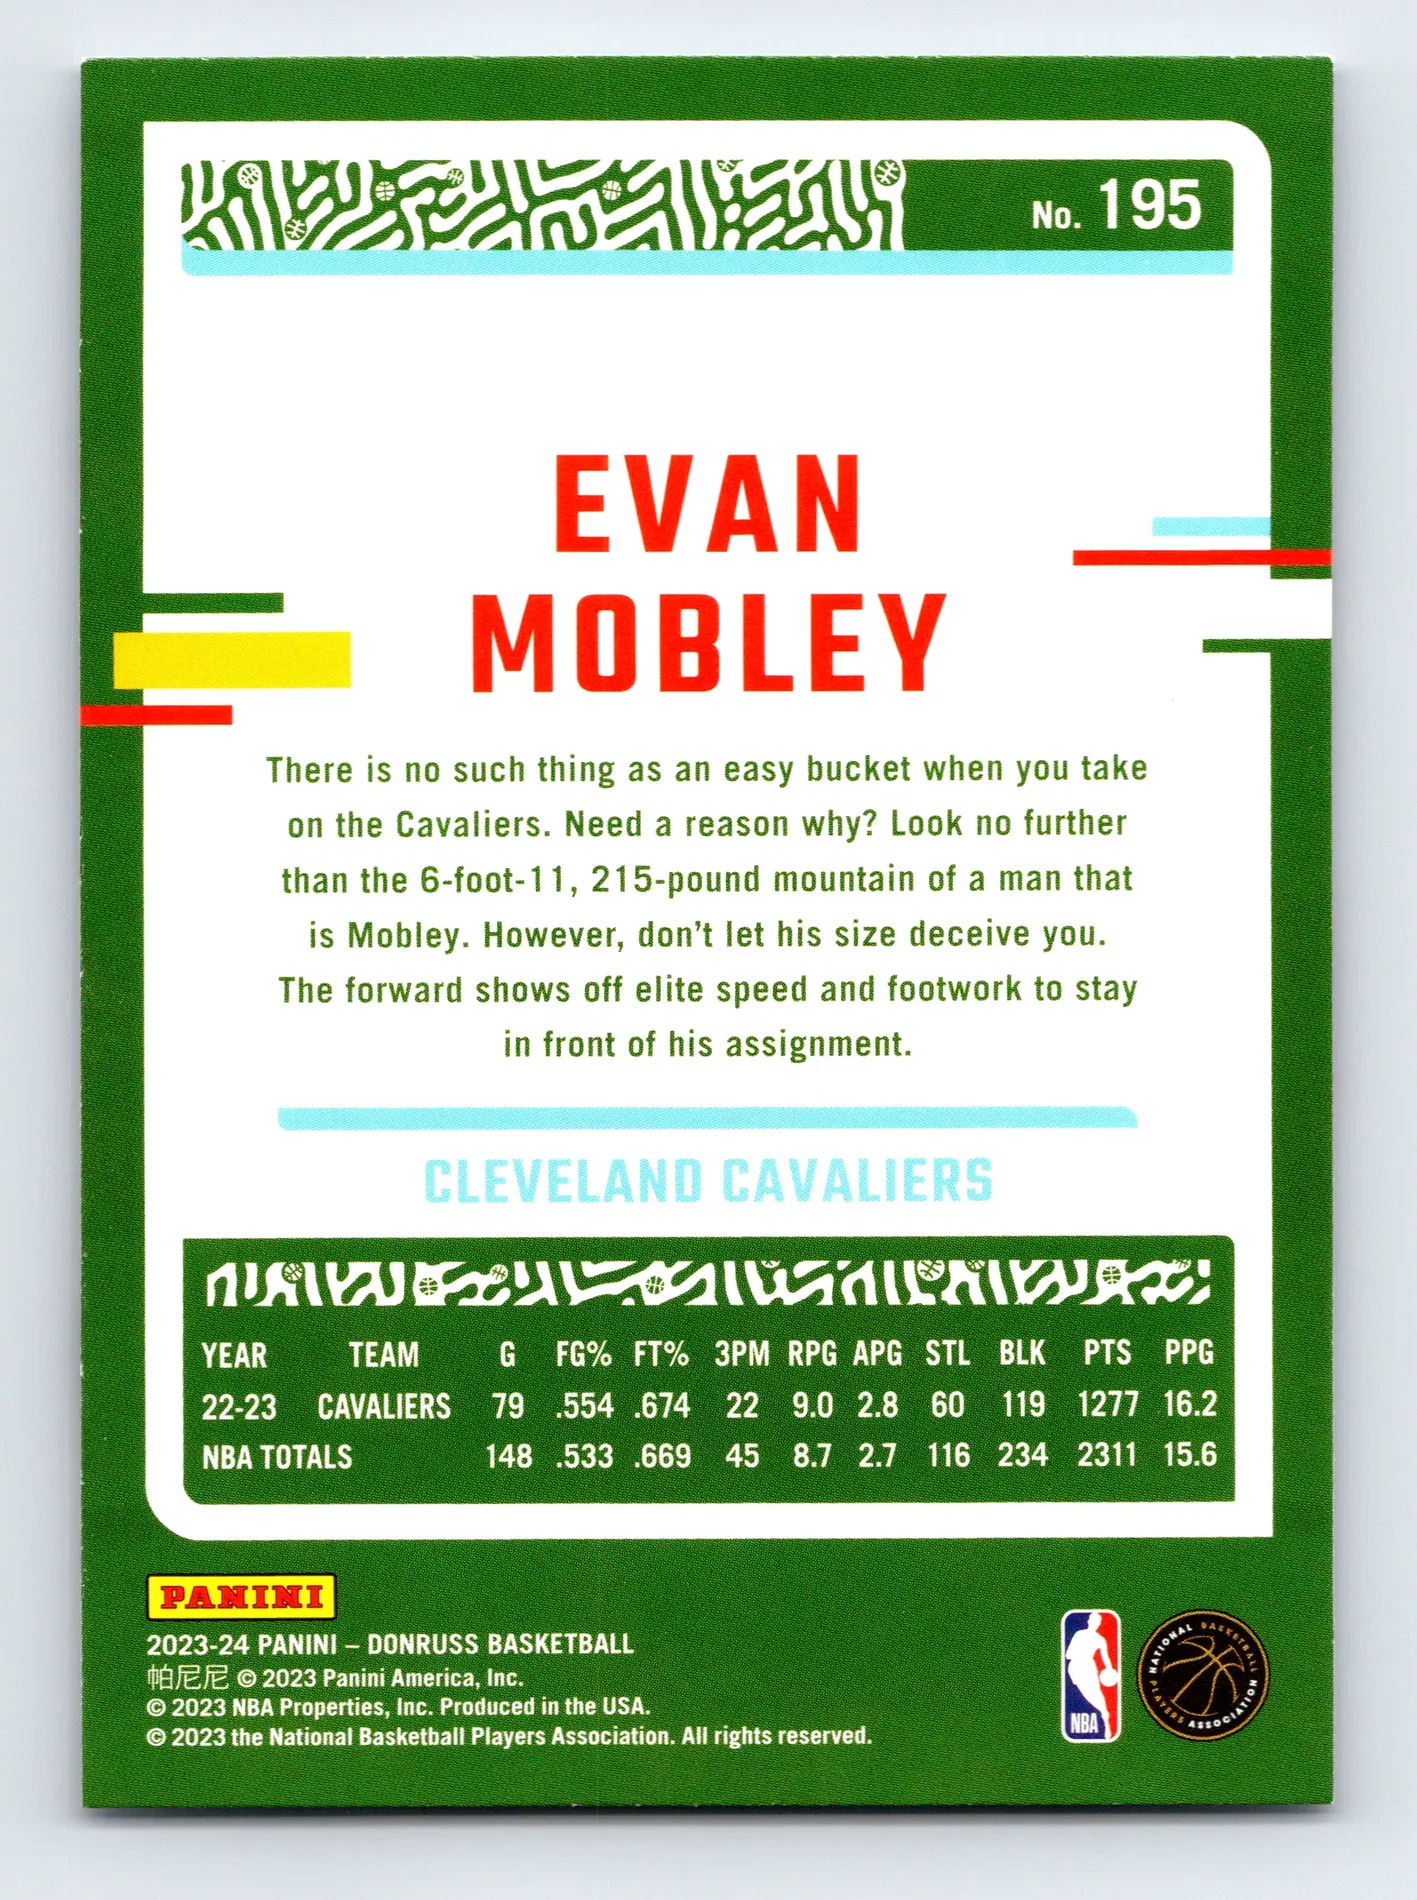 No. 195
EVAN
MOBLEY
There is no such thing as an easy bucket when you take
on the Cavaliers. Need a reason why? Look no further
than the 6-foot-11, 215-pound mountain of a man that
is Mobley. However, don't let his size deceive you.
The forward shows off elite speed and footwork to stay
in front of his assignment.
CLEVELAND CAVALIERS
YEAR TEAM G FG% FT% 3PM RPG APG STL BLK PTS PPG
22-23 CAVALIERS 79 .554 .674 22 9.0 2.8 60 119 1277 16.2
NBA TOTALS 148 .533 .669 45 8.7 2.7 116 234 2311 15.6
PANINI
2023-24 PANINI – DONRUSS BASKETBALL
帕尼尼 © 2023 Panini America, Inc.
© 2023 NBA Properties, Inc. Produced in the USA.
© 2023 the National Basketball Players Association. All rights reserved.
NBA
NATIONAL BASKETBALL PLAYERS ASSOCIATION